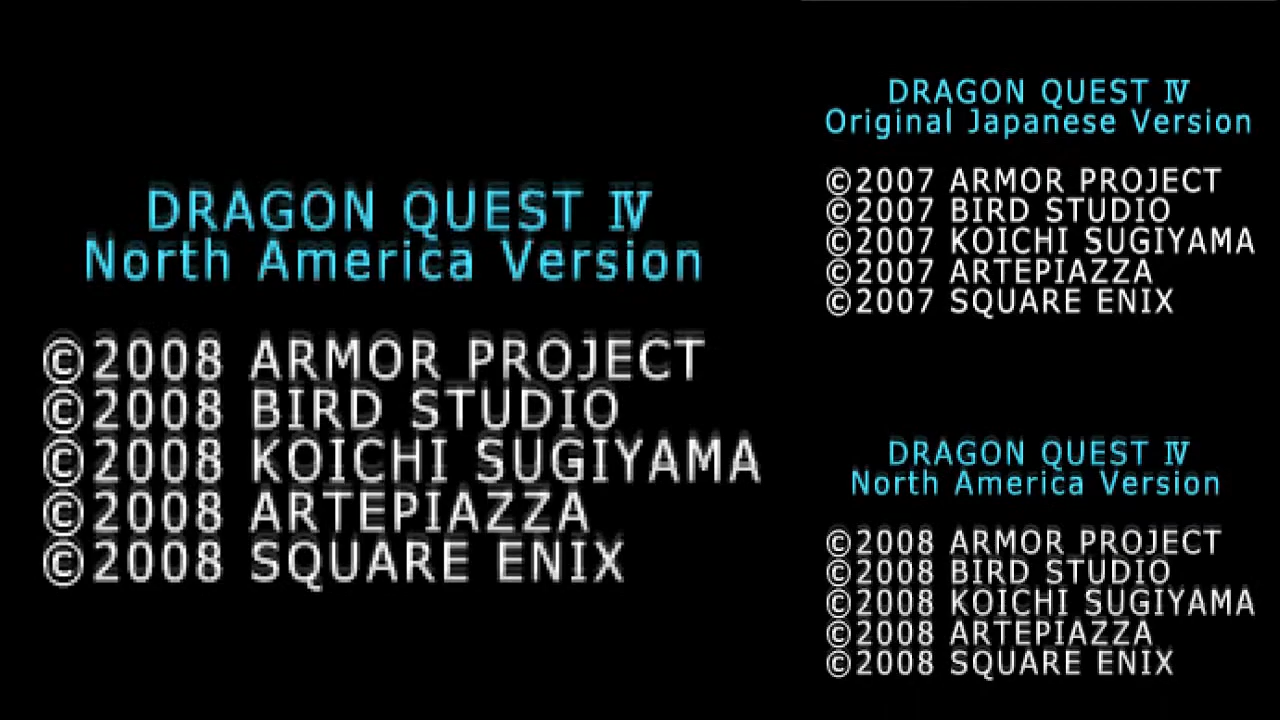 DRAGON QUEST Ⅳ
North America Version
©2008 ARMOR PROJECT
©2008 BIRD STUDIO
©2008 KOICHI SUGIYAMA
©2008 ARTEPIAZZA
©2008 SQUARE ENIX
DRAGON QUEST Ⅳ
Original Japanese Version
©2007 ARMOR PROJECT
©2007 BIRD STUDIO
©2007 KOICHI SUGIYAMA
©2007 ARTEPIAZZA
©2007 SQUARE ENIX
DRAGON QUEST Ⅳ
North America Version
©2008 ARMOR PROJECT
©2008 BIRD STUDIO
©2008 KOICHI SUGIYAMA
©2008 ARTEPIAZZA
©2008 SQUARE ENIX